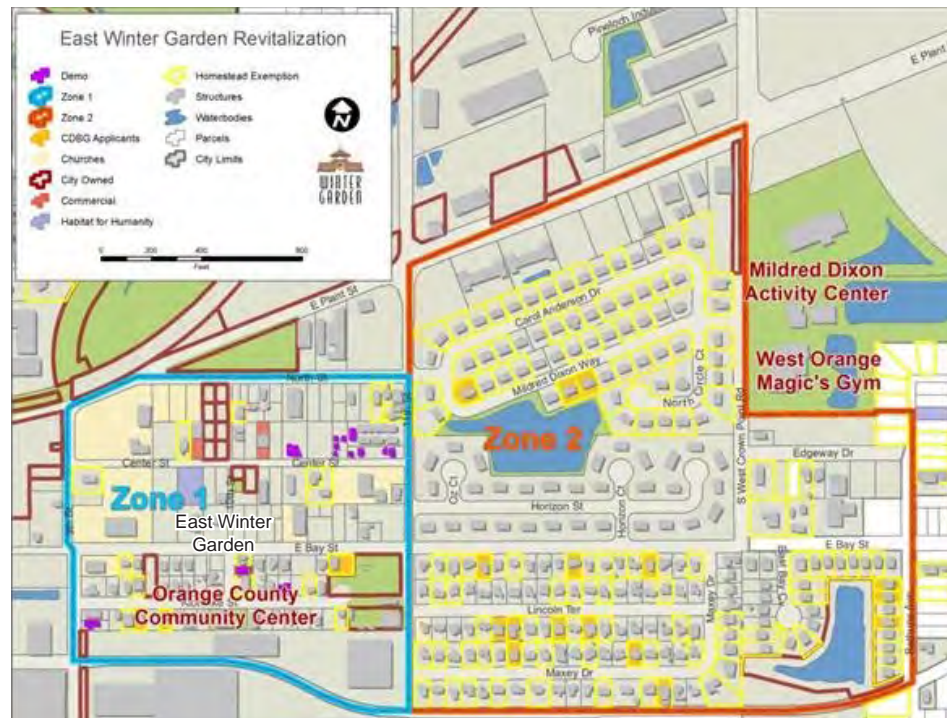 East Winter Garden Revitalization
Demo
Zone 1
Zone 2
CDBG Applicants
Churches
City Owned
Commercial
Habitat for Humanity
Homestead Exemption
Structures
Waterbodies
Parcels
City Limits
N
WINTER
GARDEN
0 200 400 800
Feet
Pineloch
E Plant
E Plant St
Carol Anderson Dr
Mildred Dixon Way
North Circle Ct
Mildred Dixon
Activity Center
West Orange
Magic's Gym
North St
Center St
Center St
Zone 1
Zone 2
S West Crown Point Rd
Edgeway Dr
Oz Ct
Horizon Ct
Horizon St
East Winter
Garden
E Bay St
E Bay St
East Bay Ct
Orange County
Community Center
Lincoln Ter
Maxey Dr
Maxey Dr